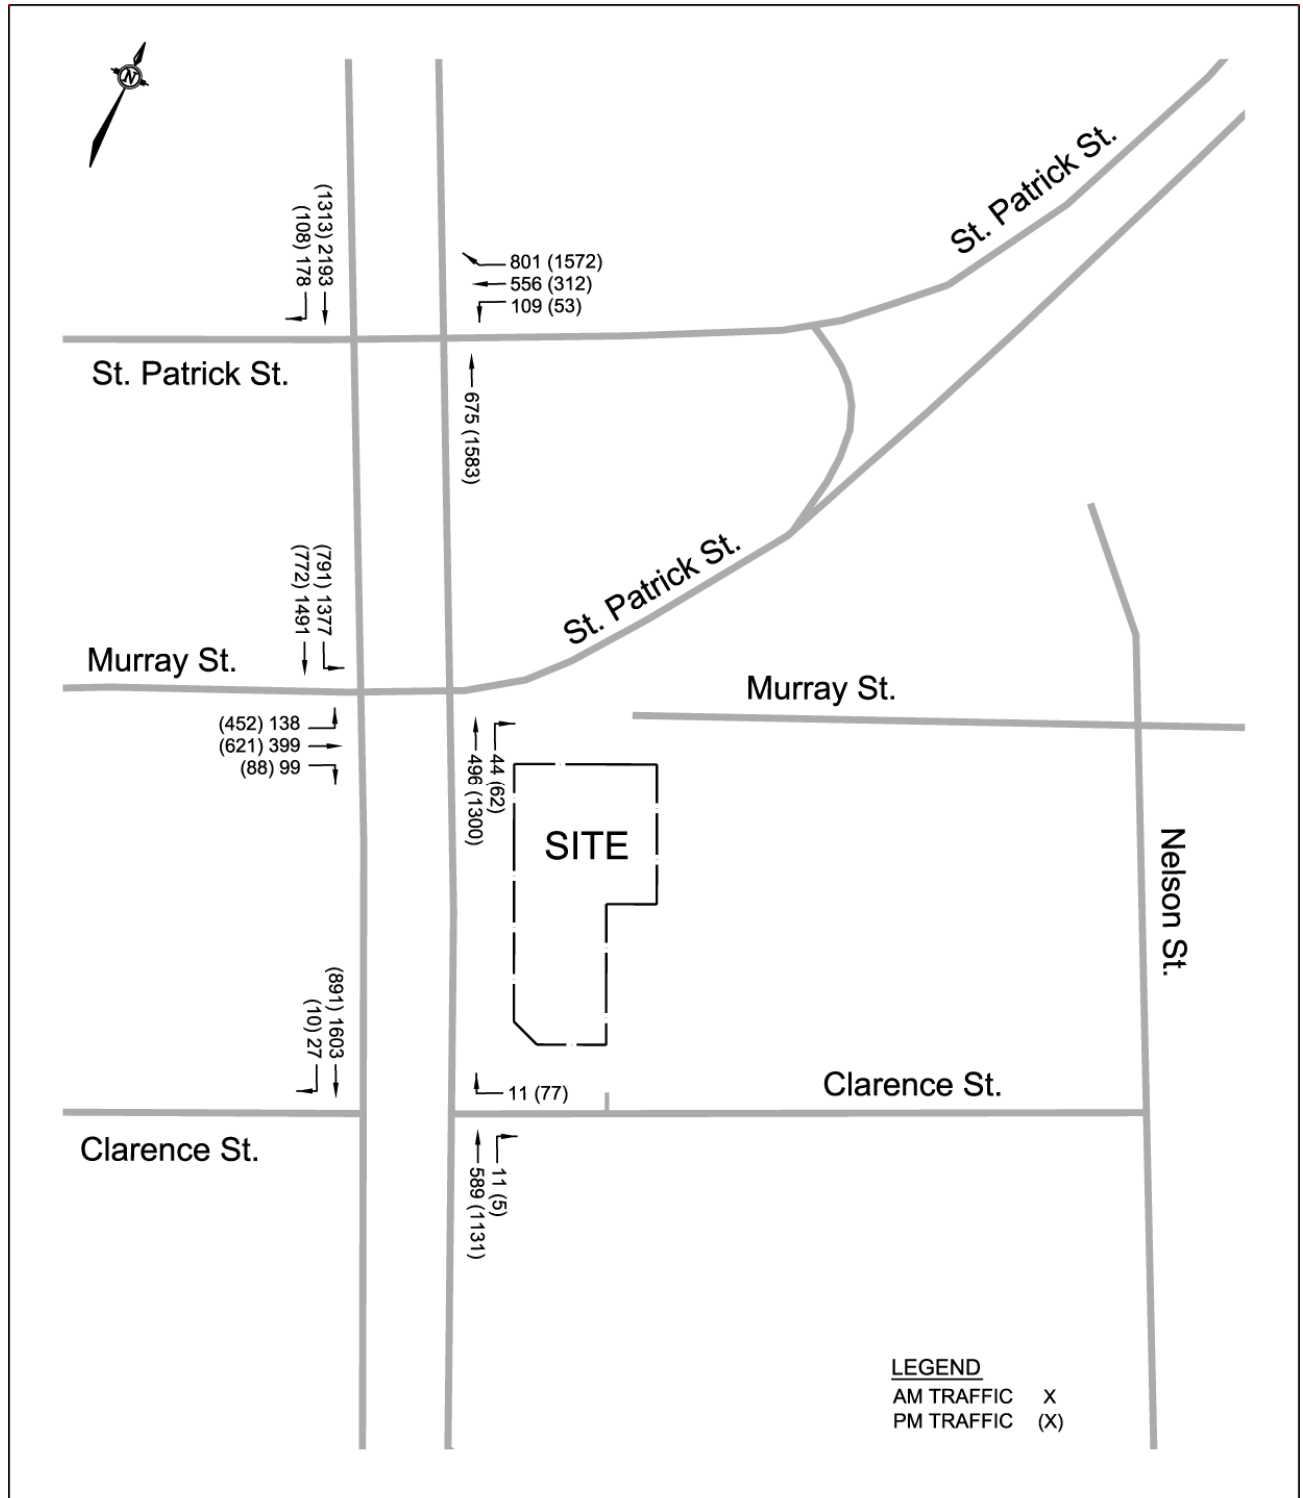 N
St. Patrick St.
(1313) 2193
(108) 178
801 (1572)
556 (312)
109 (53)
St. Patrick St.
675 (1583)
St. Patrick St.
(791) 1377
(772) 1491
Murray St.
Murray St.
(452) 138
(621) 399
(88) 99
44 (62)
496 (1300)
SITE
Nelson St.
(891) 1603
(10) 27
11 (77)
Clarence St.
Clarence St.
11 (5)
589 (1131)
LEGEND
AM TRAFFIC X
PM TRAFFIC (X)